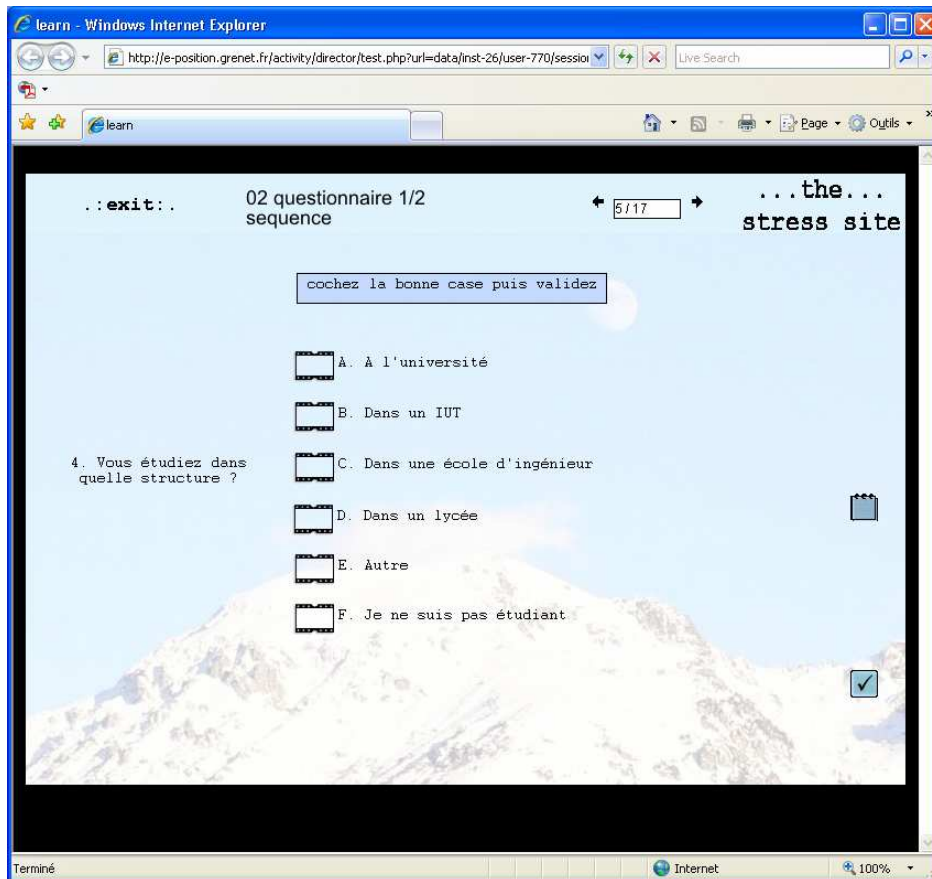 learn - Windows Internet Explorer
http://e-position.grenet.fr/activity/director/test.php?url=data/inst-26/user-770/session
Live Search
learn
Page
Outils
»
.:exit:.
02 questionnaire 1/2
sequence
5/17
...the...
stress site
cochez la bonne case puis validez
A. A l'université
B. Dans un IUT
4. Vous étudiez dans
quelle structure ?
C. Dans une école d'ingénieur
D. Dans un lycée
E. Autre
F. Je ne suis pas étudiant
Terminé
Internet
100%